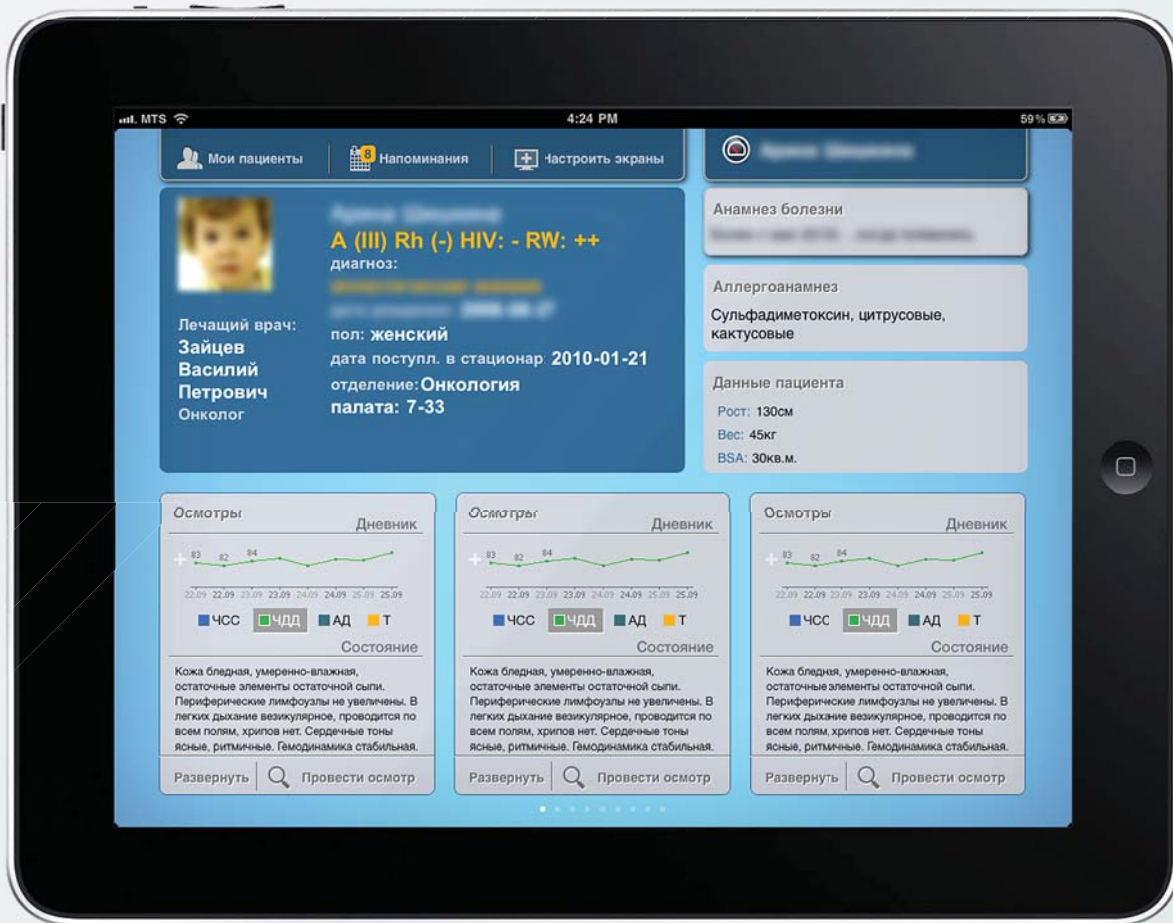 MTS
4:24 PM
59%
Мои пациенты
8
Напоминания
Настроить экраны
A (III) Rh (-) HIV: - RW: ++
диагноз:
пол: женский
дата поступл. в стационар 2010-01-21
отделение: Онкология
палата: 7-33
Лечащий врач:
Зайцев
Василий
Петрович
Онколог
Анамнез болезни
Аллергоанамнез
Сульфадиметоксин, цитрусовые,
кактусовые
Данные пациента
Рост: 130см
Вес: 45кг
BSA: 30кв.м.
Осмотры
Дневник
83 82 84
22.09 22.09 23.09 23.09 24.09 24.09 25.09 25.09
ЧСС ЧДД АД Т
Состояние
Кожа бледная, умеренно-влажная,
остаточные элементы остаточной сыпи.
Периферические лимфоузлы не увеличены. В
легких дыхание везикулярное, проводится по
всем полям, хрипов нет. Сердечные тоны
ясные, ритмичные. Гемодинамика стабильная.
Развернуть Провести осмотр
Осмотры
Дневник
83 82 84
22.09 22.09 23.09 23.09 24.09 24.09 25.09 25.09
ЧСС ЧДД АД Т
Состояние
Кожа бледная, умеренно-влажная,
остаточные элементы остаточной сыпи.
Периферические лимфоузлы не увеличены. В
легких дыхание везикулярное, проводится по
всем полям, хрипов нет. Сердечные тоны
ясные, ритмичные. Гемодинамика стабильная.
Развернуть Провести осмотр
Осмотры
Дневник
83 82 84
22.09 22.09 23.09 23.09 24.09 24.09 25.09 25.09
ЧСС ЧДД АД Т
Состояние
Кожа бледная, умеренно-влажная,
остаточные элементы остаточной сыпи.
Периферические лимфоузлы не увеличены. В
легких дыхание везикулярное, проводится по
всем полям, хрипов нет. Сердечные тоны
ясные, ритмичные. Гемодинамика стабильная.
Развернуть Провести осмотр